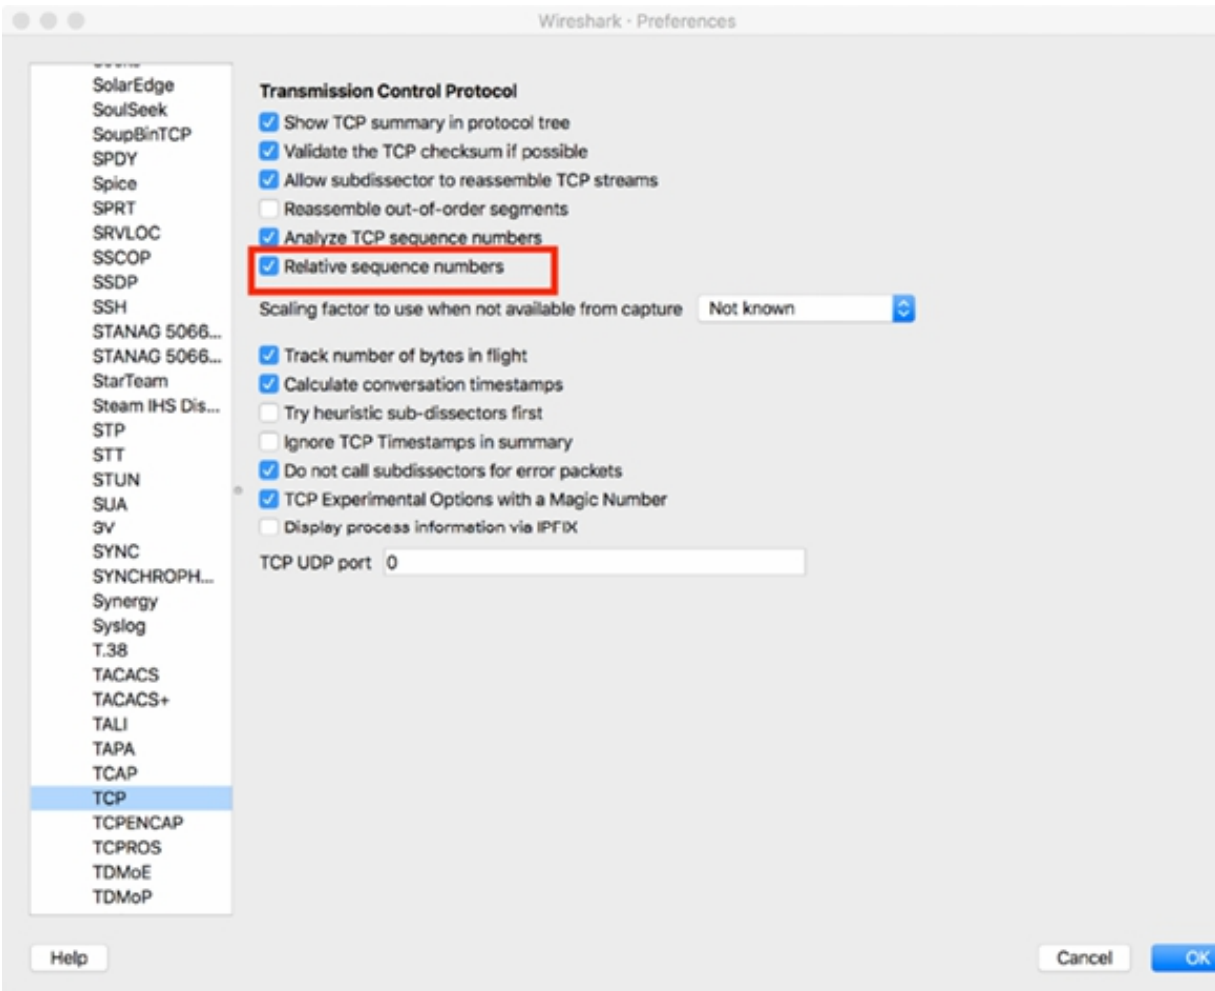 Wireshark · Preferences
SolarEdge
SoulSeek
SoupBinTCP
SPDY
Spice
SPRT
SRVLOC
SSCOP
SSDP
SSH
STANAG 5066...
STANAG 5066...
StarTeam
Steam IHS Dis...
STP
STT
STUN
SUA
SV
SYNC
SYNCHROPH...
Synergy
Syslog
T.38
TACACS
TACACS+
TALI
TAPA
TCAP
TCP
TCPENCAP
TCPROS
TDMoE
TDMoP
Transmission Control Protocol
Show TCP summary in protocol tree
Validate the TCP checksum if possible
Allow subdissector to reassemble TCP streams
Reassemble out-of-order segments
Analyze TCP sequence numbers
Relative sequence numbers
Scaling factor to use when not available from capture Not known
Track number of bytes in flight
Calculate conversation timestamps
Try heuristic sub-dissectors first
Ignore TCP Timestamps in summary
Do not call subdissectors for error packets
TCP Experimental Options with a Magic Number
Display process information via IPFIX
TCP UDP port 0
Help Cancel OK